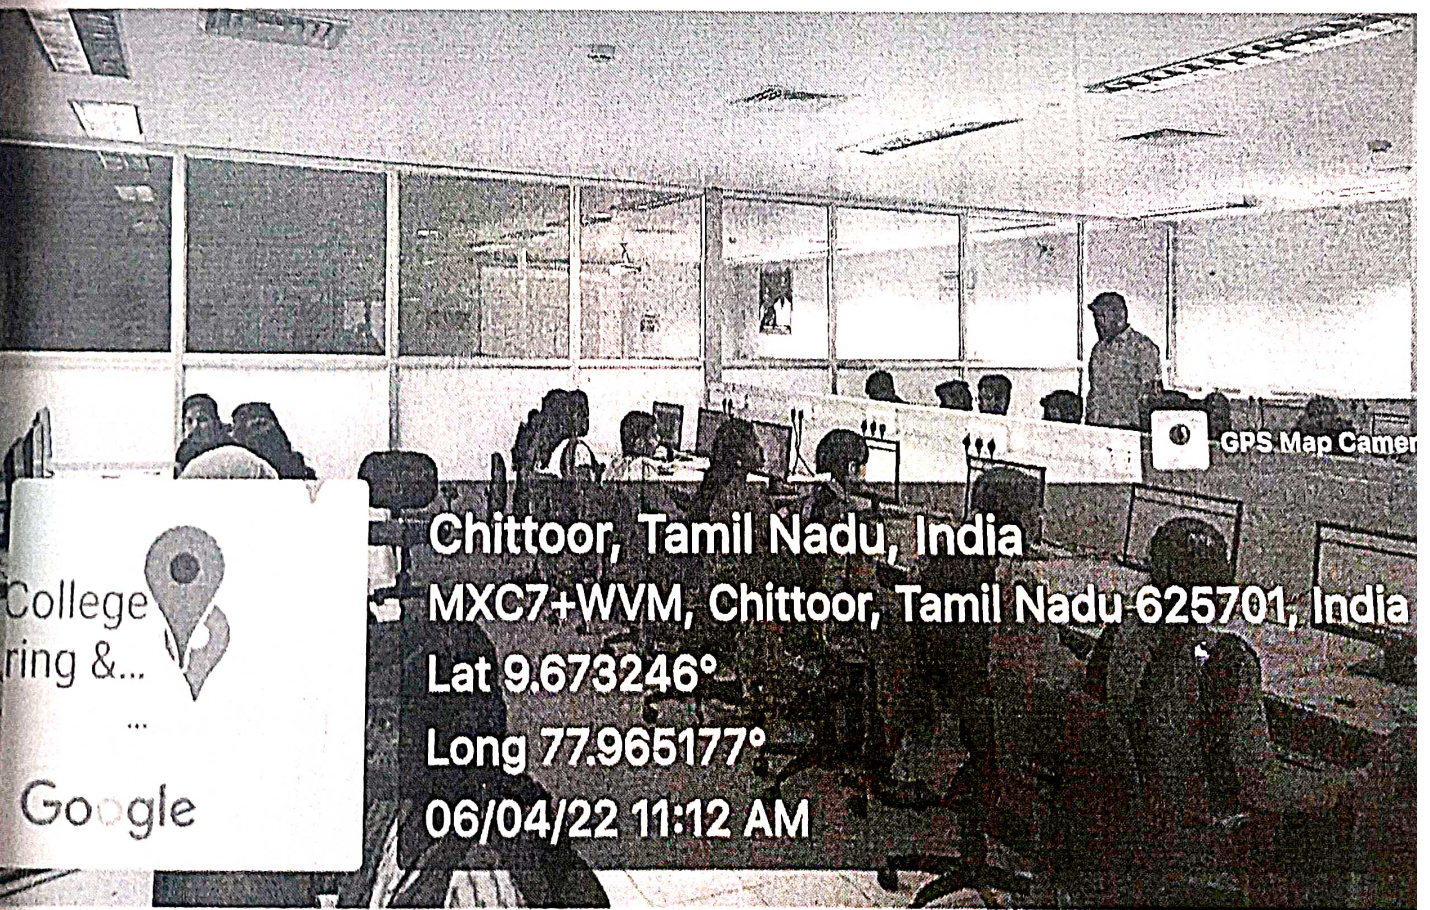 GPS Map Camer
Chittoor, Tamil Nadu, India
MXC7+WVM, Chittoor, Tamil Nadu 625701, India
Lat 9.673246°
Long 77.965177°
06/04/22 11:12 AM
College
ring &...
...
Google